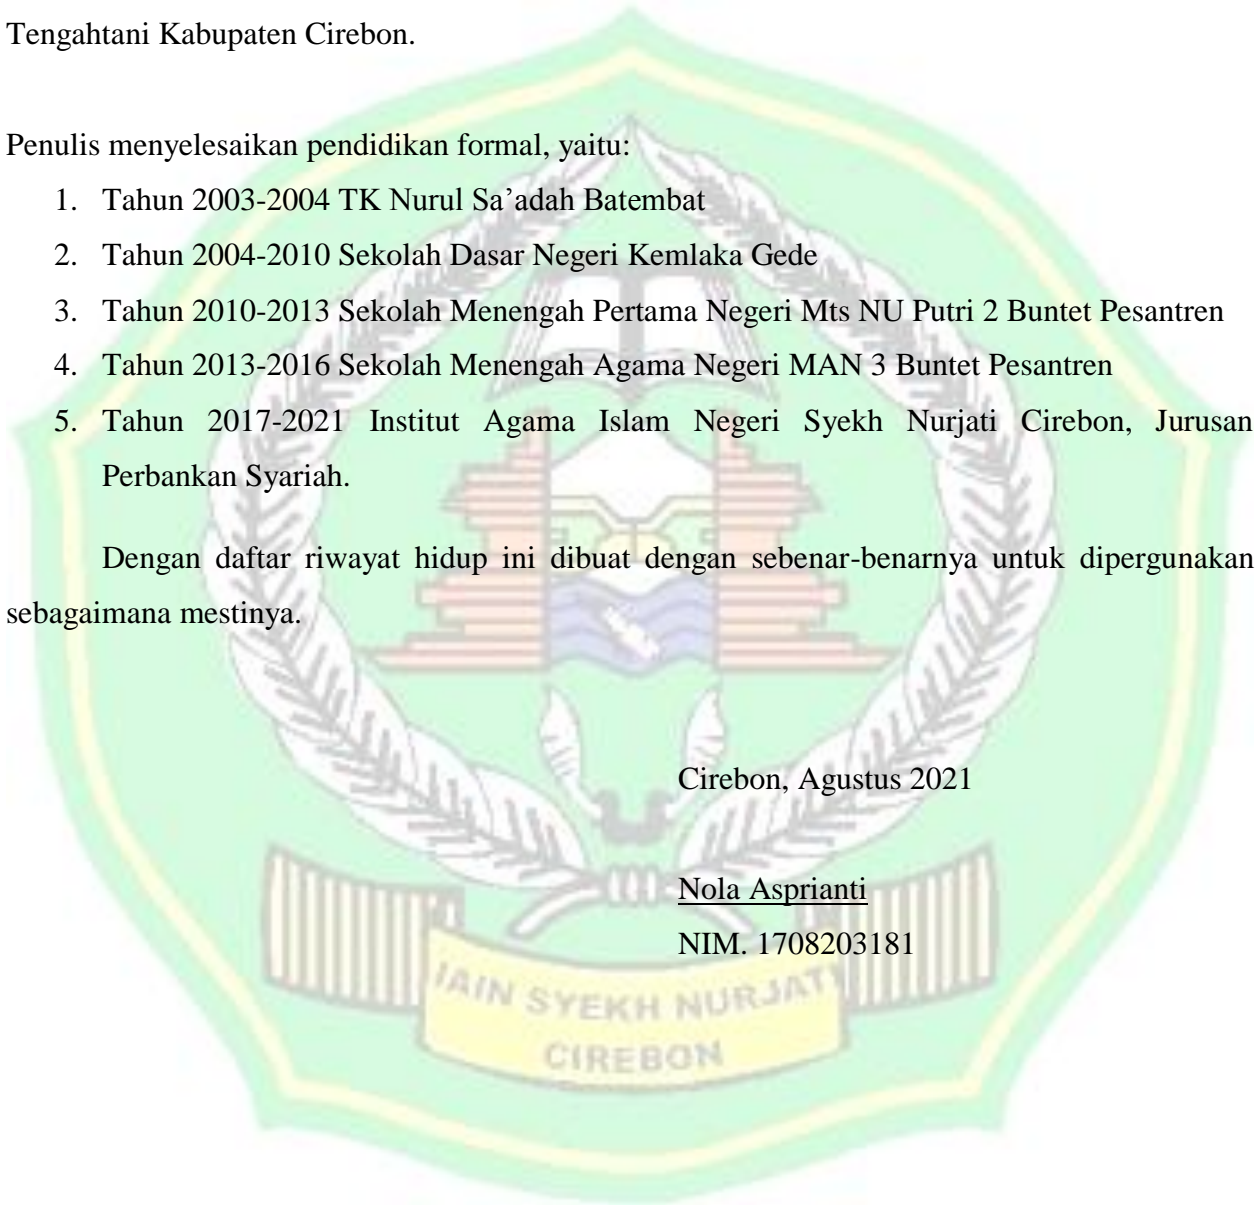 Tengahtani Kabupaten Cirebon.
Penulis menyelesaikan pendidikan formal, yaitu:
1. Tahun 2003-2004 TK Nurul Sa’adah Batembat
2. Tahun 2004-2010 Sekolah Dasar Negeri Kemlaka Gede
3. Tahun 2010-2013 Sekolah Menengah Pertama Negeri Mts NU Putri 2 Buntet Pesantren
4. Tahun 2013-2016 Sekolah Menengah Agama Negeri MAN 3 Buntet Pesantren
5. Tahun 2017-2021 Institut Agama Islam Negeri Syekh Nurjati Cirebon, Jurusan
Perbankan Syariah.
Dengan daftar riwayat hidup ini dibuat dengan sebenar-benarnya untuk dipergunakan
sebagaimana mestinya.
Cirebon, Agustus 2021
Nola Asprianti
NIM. 1708203181
IAIN SYEKH NURJATI
CIREBON